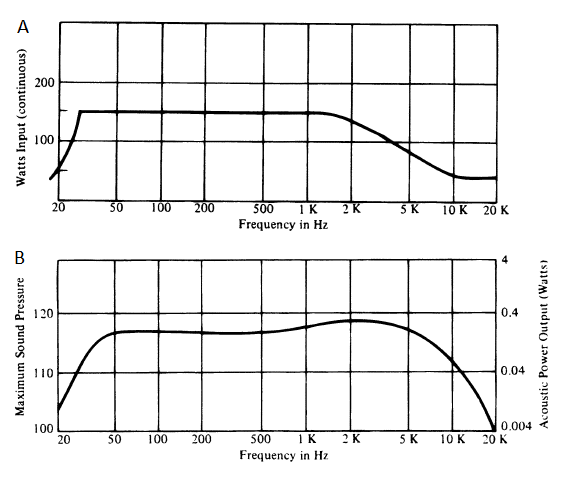 A
Watts Input (continuous)
200
100
20 50 100 200 500 1 K 2 K 5 K 10 K 20 K
Frequency in Hz
B
Maximum Sound Pressure
120
110
100
4
0.4
0.04
0.004
Acoustic Power Output (Watts)
20 50 100 200 500 1 K 2 K 5 K 10 K 20 K
Frequency in Hz